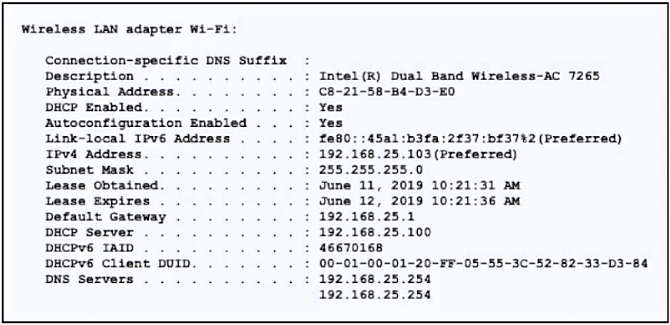 Wireless LAN adapter Wi-Fi:
Connection-specific DNS Suffix  :
Description . . . . . . . . . . : Intel(R) Dual Band Wireless-AC 7265
Physical Address. . . . . . . . : C8-21-58-B4-D3-E0
DHCP Enabled. . . . . . . . . . : Yes
Autoconfiguration Enabled . . . : Yes
Link-local IPv6 Address . . . . : fe80::45a1:b3fa:2f37:bf37%2(Preferred)
IPv4 Address. . . . . . . . . . : 192.168.25.103(Preferred)
Subnet Mask . . . . . . . . . . : 255.255.255.0
Lease Obtained. . . . . . . . . : June 11, 2019 10:21:31 AM
Lease Expires . . . . . . . . . : June 12, 2019 10:21:36 AM
Default Gateway . . . . . . . . : 192.168.25.1
DHCP Server . . . . . . . . . . : 192.168.25.100
DHCPv6 IAID . . . . . . . . . . : 46670168
DHCPv6 Client DUID. . . . . . . : 00-01-00-01-20-FF-05-55-3C-52-82-33-D3-84
DNS Servers . . . . . . . . . . : 192.168.25.254
192.168.25.254